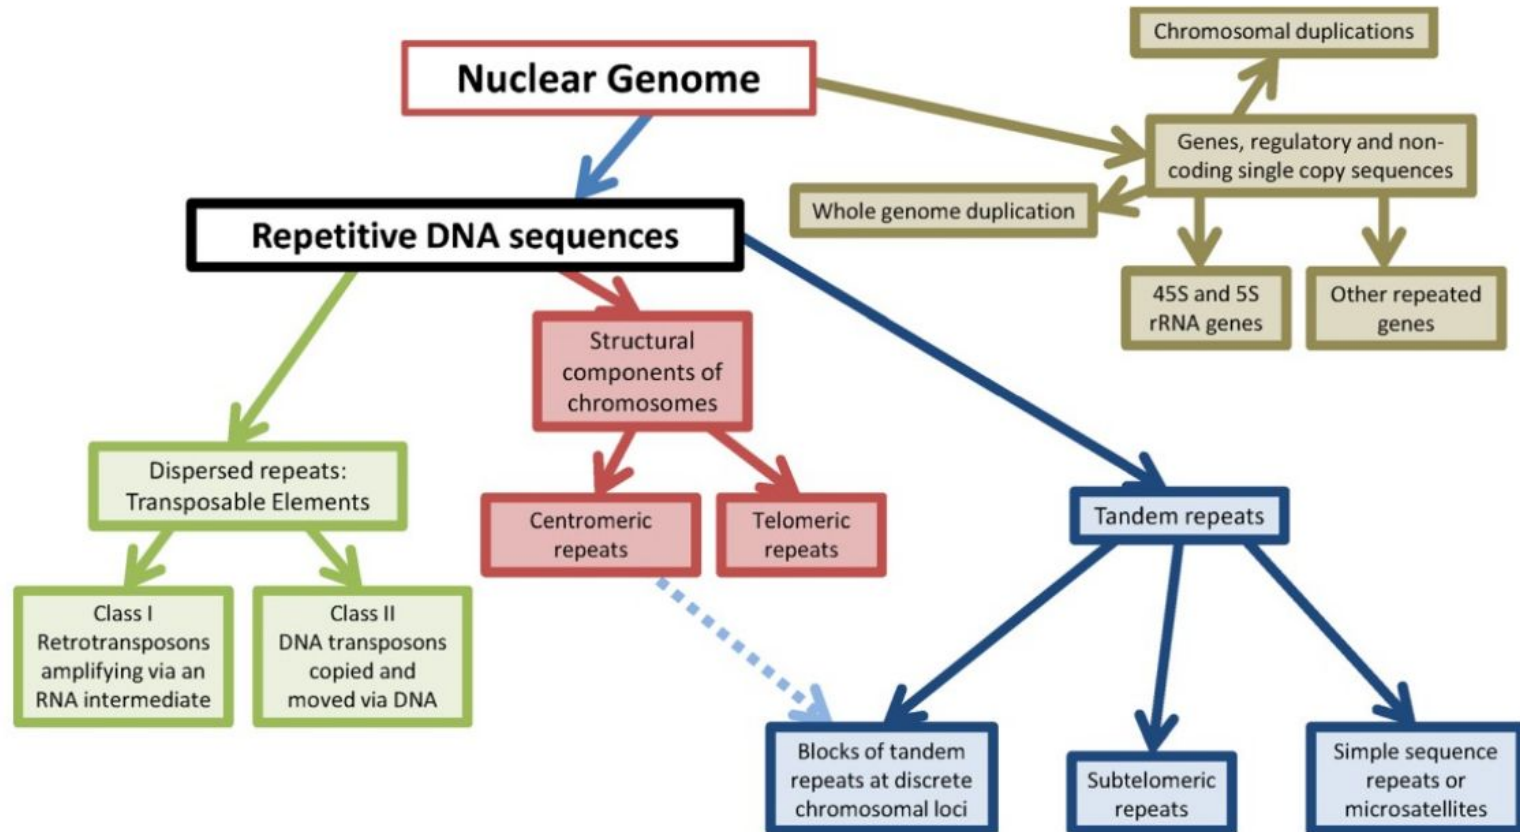 Chromosomal duplications
Nuclear Genome
Genes, regulatory and non-
coding single copy sequences
Whole genome duplication
Repetitive DNA sequences
45S and 5S
rRNA genes
Other repeated
genes
Structural
components of
chromosomes
Dispersed repeats:
Transposable Elements
Centromeric
repeats
Telomeric
repeats
Tandem repeats
Class I
Retrotransposons
amplifying via an
RNA intermediate
Class II
DNA transposons
copied and
moved via DNA
Blocks of tandem
repeats at discrete
chromosomal loci
Subtelomeric
repeats
Simple sequence
repeats or
microsatellites